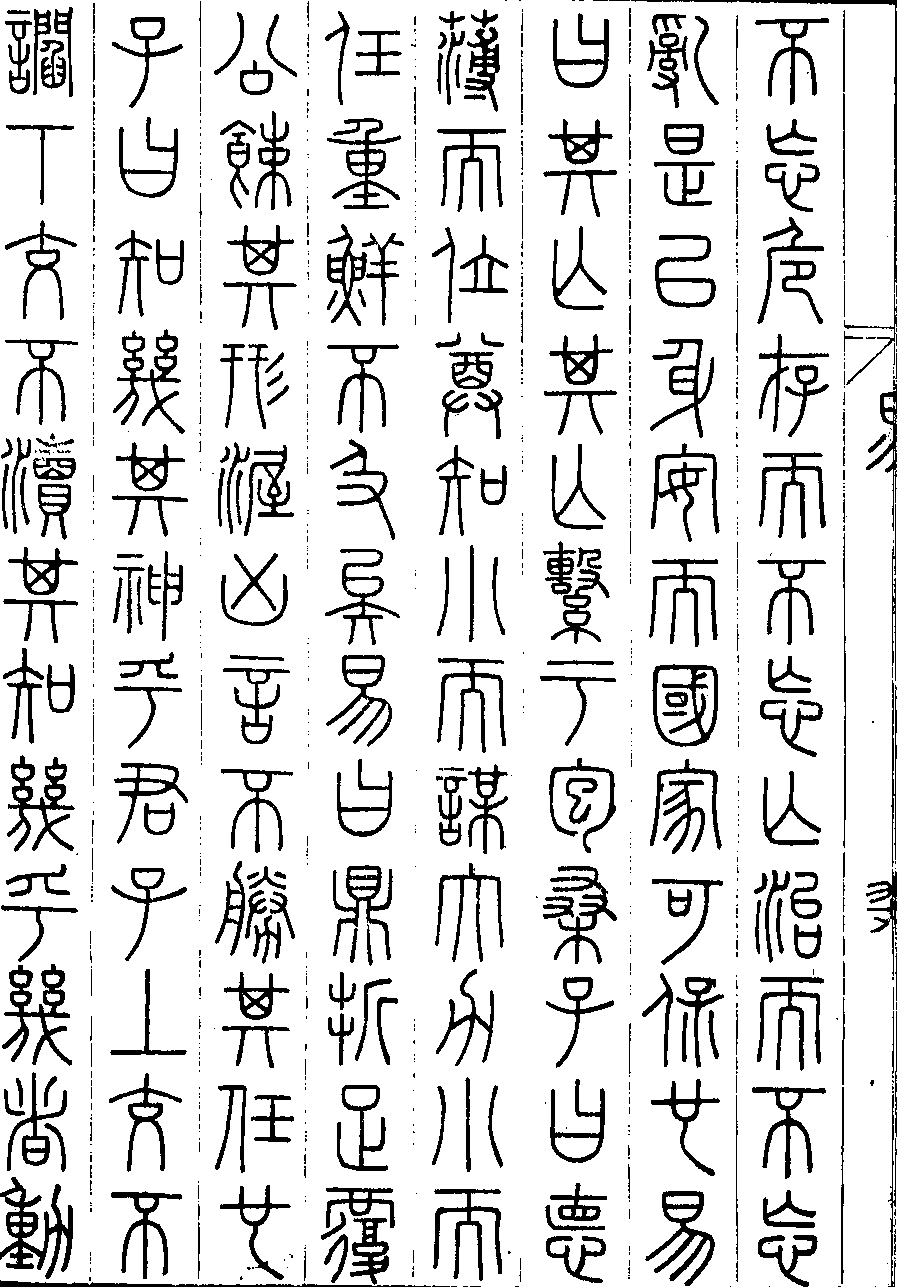 不忘危存而不忘亡治而不忘
亂是以身安而國家可保也易
曰其亡其亡繫于包桑子曰德
薄而位尊知小而謀大力小而
任重鮮不及矣易曰鼎折足覆
公餗其形渥凶言不勝其任也
子曰知幾其神乎君子上交不
讇下交不瀆其知幾乎幾者動